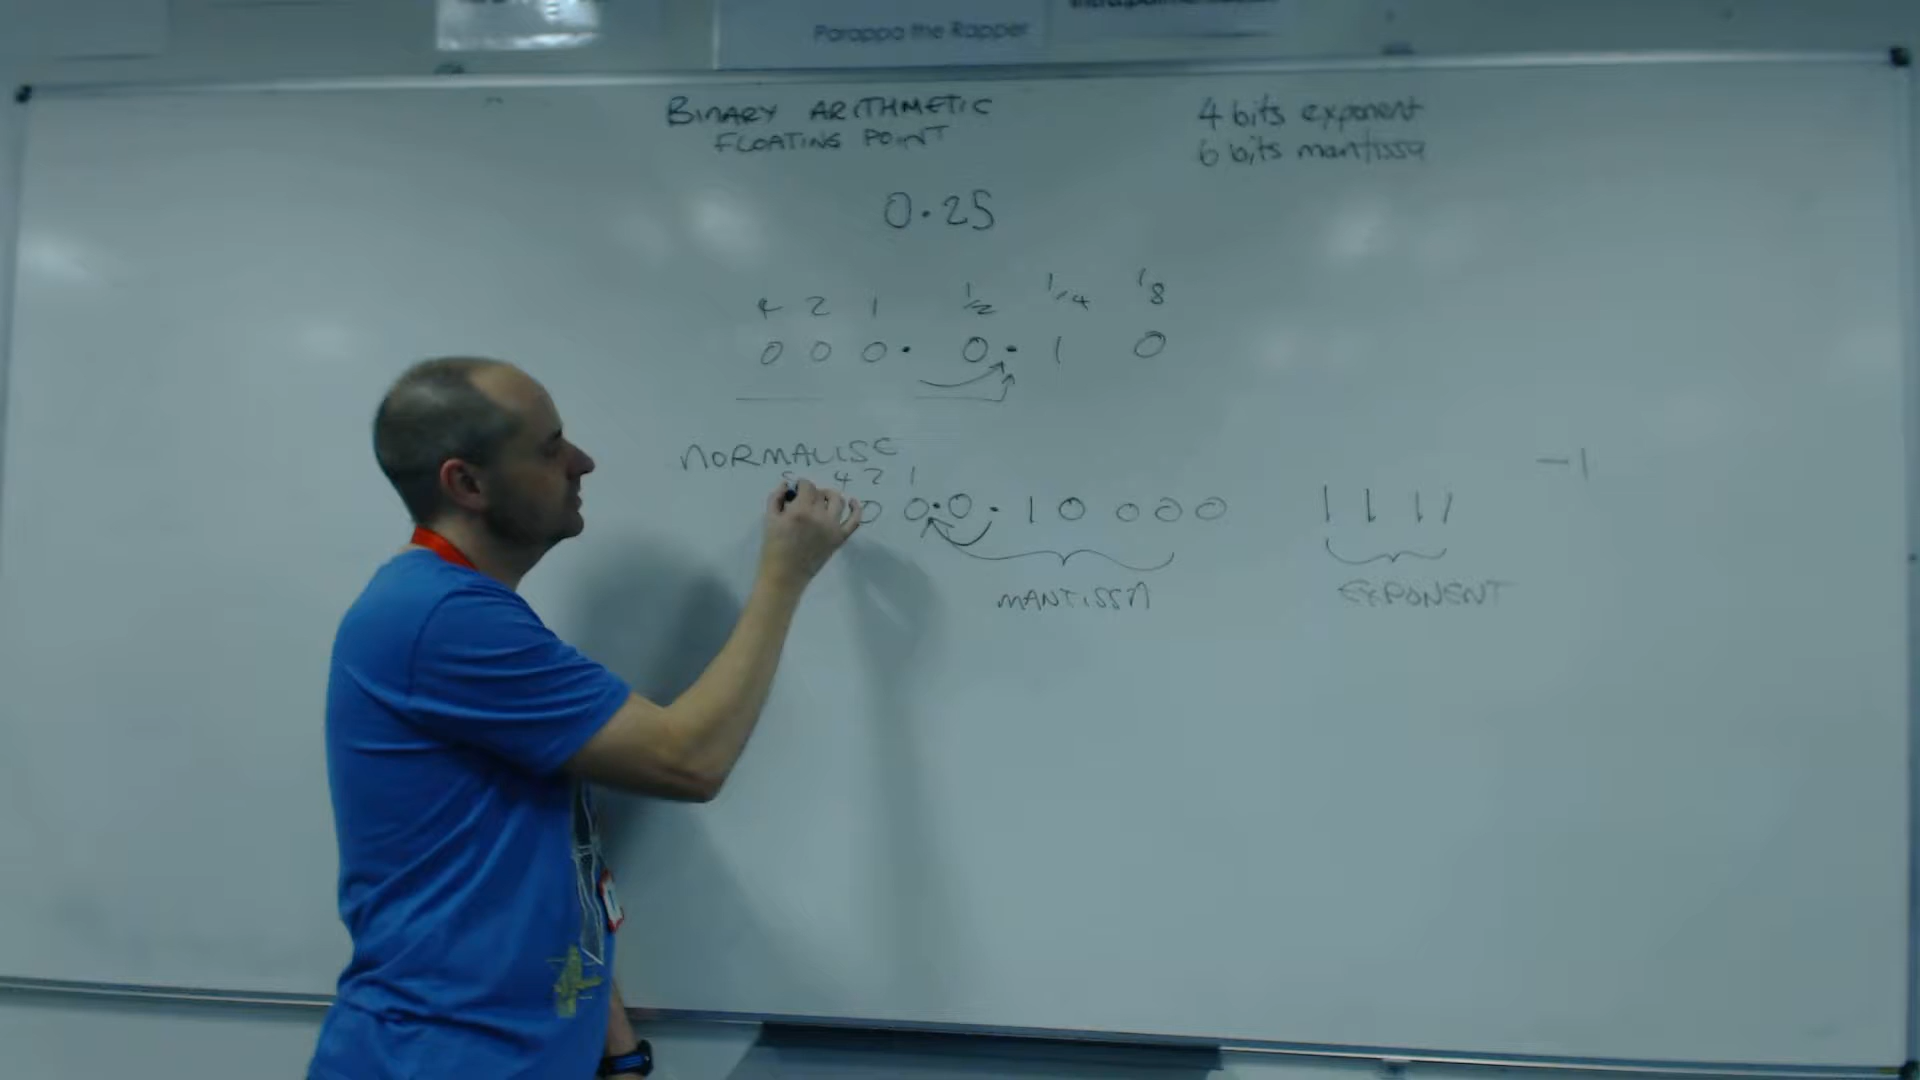 Parappa the Rapper
BINARY ARITHMETIC
FLOATING POINT
4 bits exponent
6 bits mantissa
0.25
4 2 1 1/2 1/4 1/8
0 0 0 . 0 . 1 0
NORMALISE
-1
4 2 1
0 0 . 0 . 1 0 0 0 0 1 1 1 1
MANTISSA EXPONENT